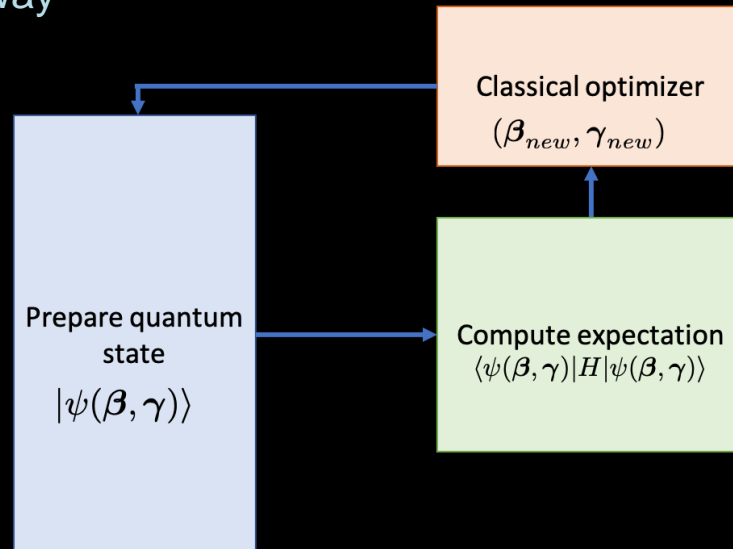 Classical optimizer
(β_new, γ_new)
Prepare quantum
state
|ψ(β, γ)⟩
Compute expectation
⟨ψ(β, γ)|H|ψ(β, γ)⟩